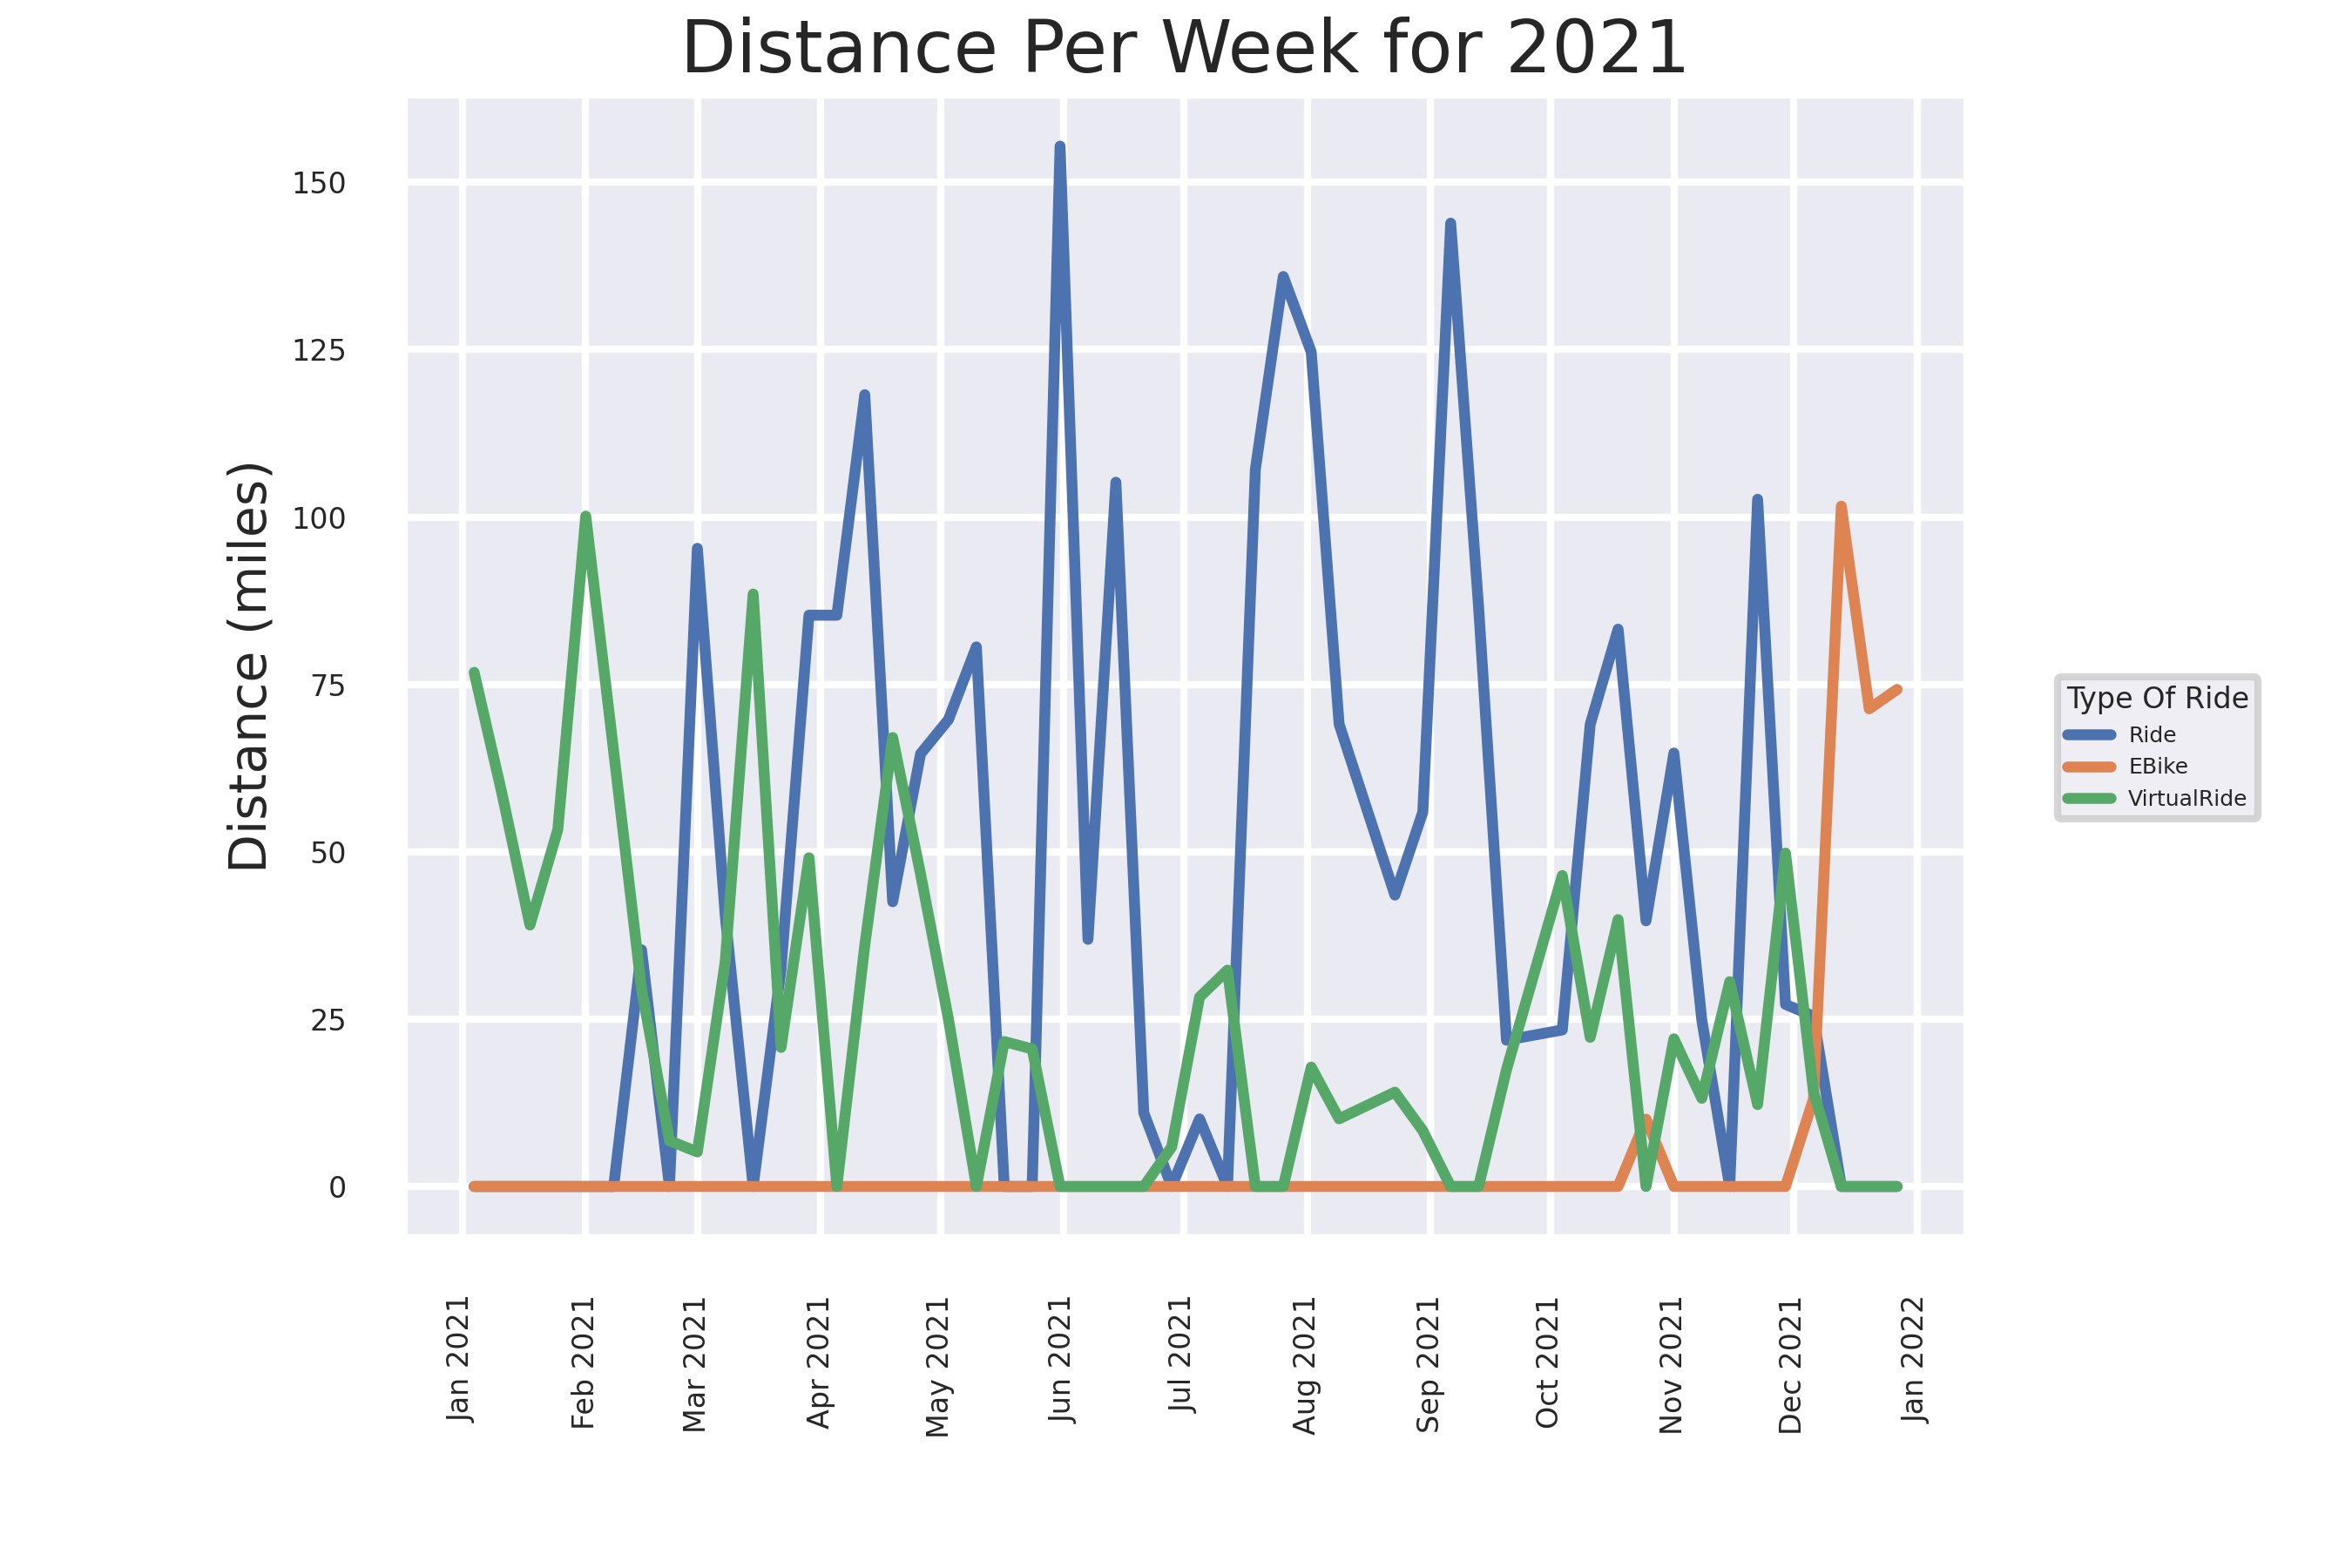 Distance Per Week for 2021
Distance (miles)
150
125
100
75
50
25
0
Jan 2021
Feb 2021
Mar 2021
Apr 2021
May 2021
Jun 2021
Jul 2021
Aug 2021
Sep 2021
Oct 2021
Nov 2021
Dec 2021
Jan 2022
Type Of Ride
Ride
EBike
VirtualRide